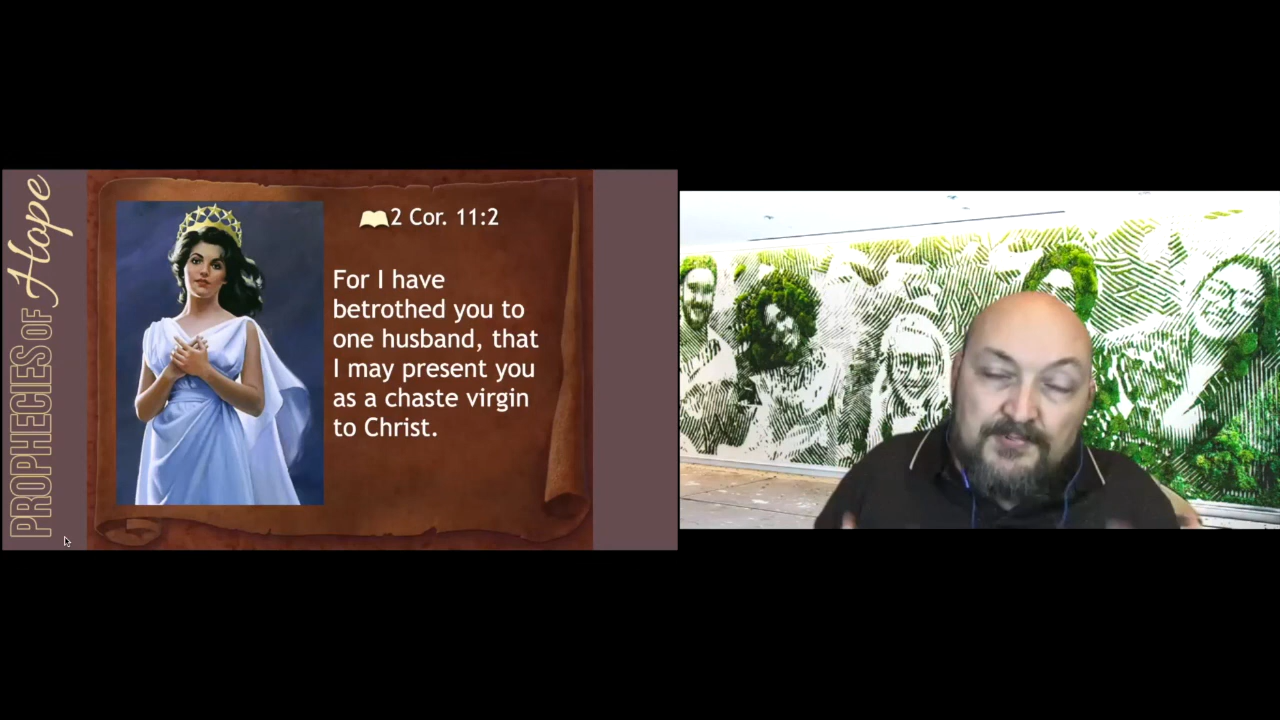 PROPHECIES OF Hope
2 Cor. 11:2
For I have
betrothed you to
one husband, that
I may present you
as a chaste virgin
to Christ.